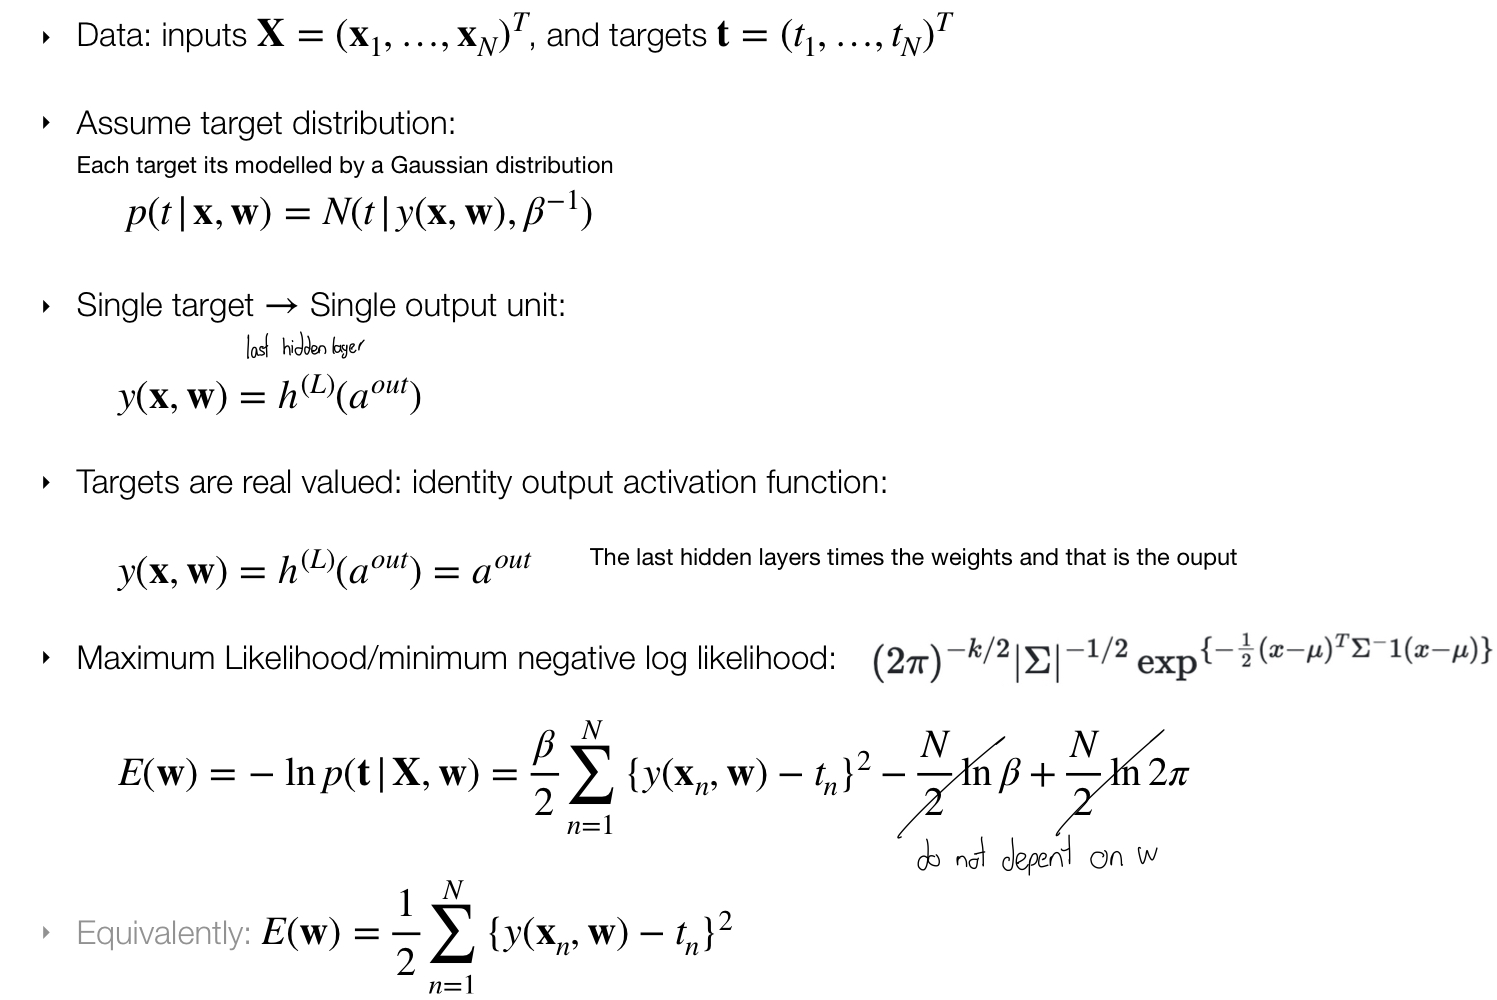 ‣ Data: inputs X = (x₁, …, x_N)ᵀ, and targets t = (t₁, …, t_N)ᵀ
‣ Assume target distribution:
Each target its modelled by a Gaussian distribution
p(t|x, w) = N(t|y(x, w), β⁻¹)
‣ Single target → Single output unit:
last hidden layer
y(x, w) = h^(L)(a^out)
‣ Targets are real valued: identity output activation function:
y(x, w) = h^(L)(a^out) = a^out
The last hidden layers times the weights and that is the ouput
‣ Maximum Likelihood/minimum negative log likelihood: (2π)^{-k/2}|Σ|^{-1/2} exp^{{-½(x-μ)^T Σ^-1(x-μ)}}
E(w) = − ln p(t|X, w) = β/2 ∑_{n=1}^{N} {y(x_n, w) − t_n}² − N/2 ln β + N/2 ln 2π
do not depent on w
‣ Equivalently: E(w) = 1/2 ∑_{n=1}^{N} {y(x_n, w) − t_n}²